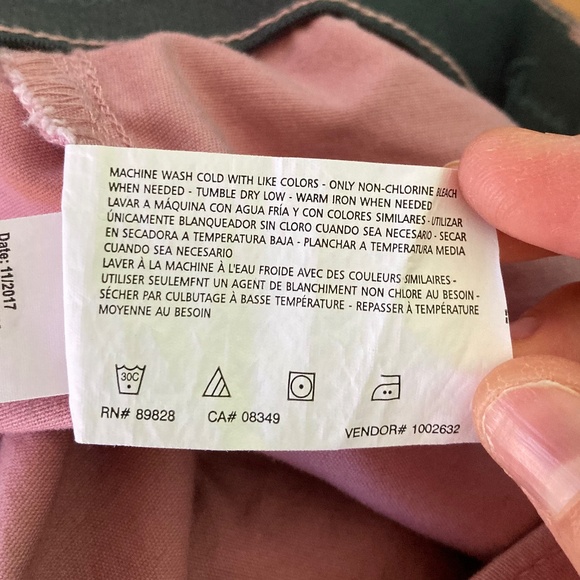 MACHINE WASH COLD WITH LIKE COLORS - ONLY NON-CHLORINE BLEACH
WHEN NEEDED - TUMBLE DRY LOW - WARM IRON WHEN NEEDED
LAVAR A MÁQUINA CON AGUA FRÍA Y CON COLORES SIMILARES - UTILIZAR
ÚNICAMENTE BLANQUEADOR SIN CLORO CUANDO SEA NECESARIO - SECAR
EN SECADORA A TEMPERATURA BAJA - PLANCHAR A TEMPERATURA MEDIA
CUANDO SEA NECESARIO
LAVER À LA MACHINE À L'EAU FROIDE AVEC DES COULEURS SIMILAIRES -
UTILISER SEULEMFNT UN AGENT DE BLANCHIMENT NON CHLORE AU BESOIN -
SÉCHER PAR CULBUTAGE À BASSE TEMPÉRATURE - REPASSER À TEMPÉRATURE
MOYENNE AU BESOIN
30C
RN# 89828 CA# 08349
VENDOR# 1002632
Date: 11/2017